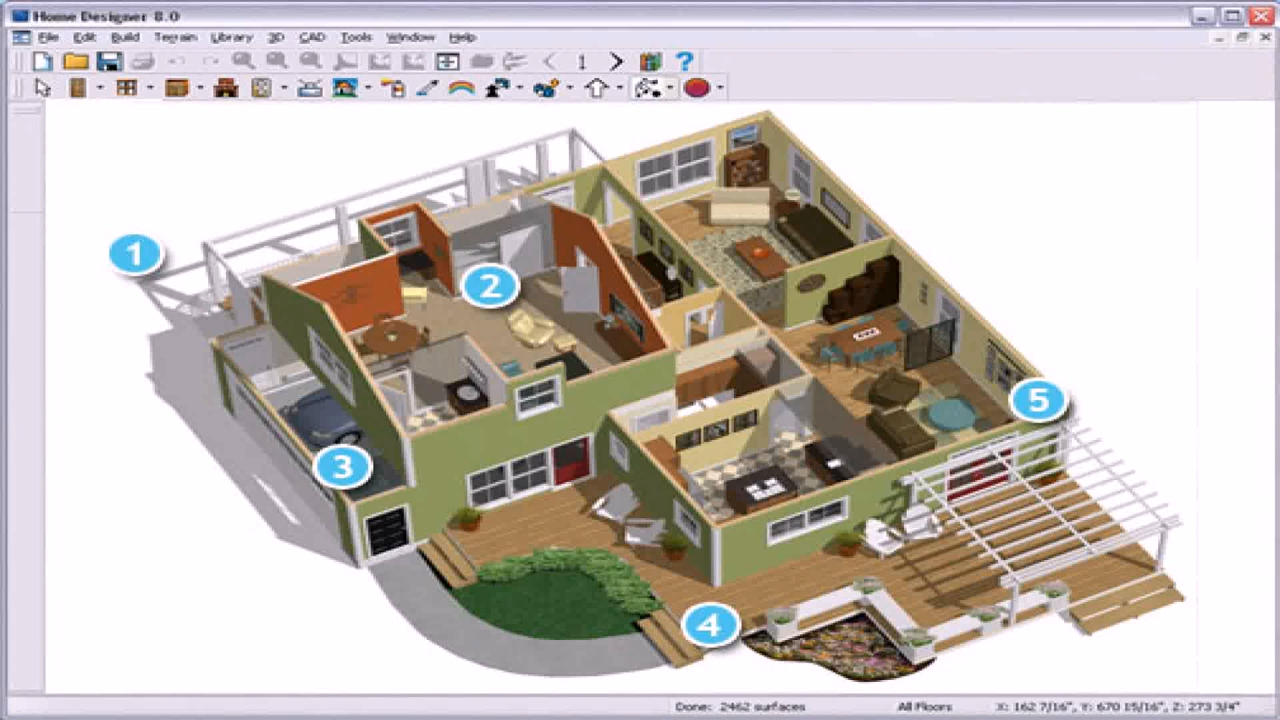 Home Designer 8.0
File Edit Build Terrain Library 3D CAD Tools Window Help
1
1
2
3
4
5
Done: 2462 surfaces All Floors X: 162 7/16", Y: 670 15/16", Z: 273 3/4"